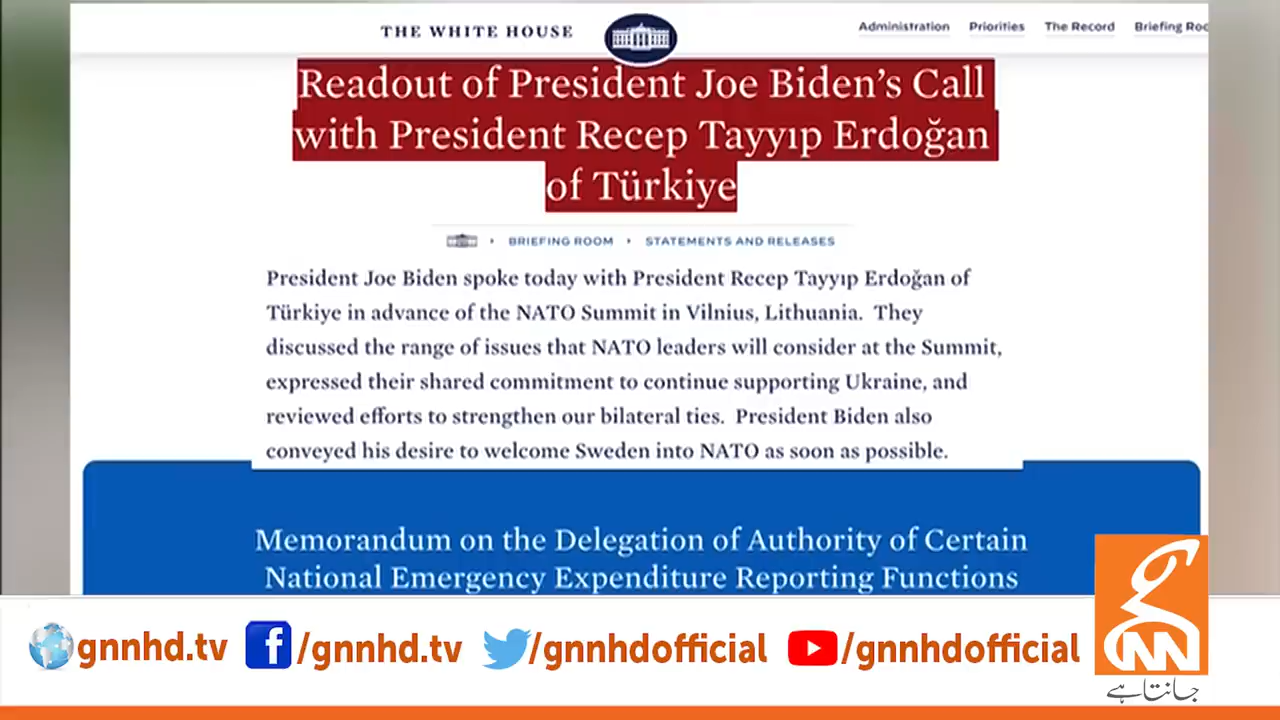 THE WHITE HOUSE
Administration Priorities The Record Briefing Roo
Readout of President Joe Biden’s Call
with President Recep Tayyıp Erdoğan
of Türkiye
BRIEFING ROOM STATEMENTS AND RELEASES
President Joe Biden spoke today with President Recep Tayyıp Erdoğan of
Türkiye in advance of the NATO Summit in Vilnius, Lithuania. They
discussed the range of issues that NATO leaders will consider at the Summit,
expressed their shared commitment to continue supporting Ukraine, and
reviewed efforts to strengthen our bilateral ties. President Biden also
conveyed his desire to welcome Sweden into NATO as soon as possible.
Memorandum on the Delegation of Authority of Certain
National Emergency Expenditure Reporting Functions
gnnhd.tv /gnnhd.tv /gnnhdofficial /gnnhdofficial
GNN
جانتا ہے